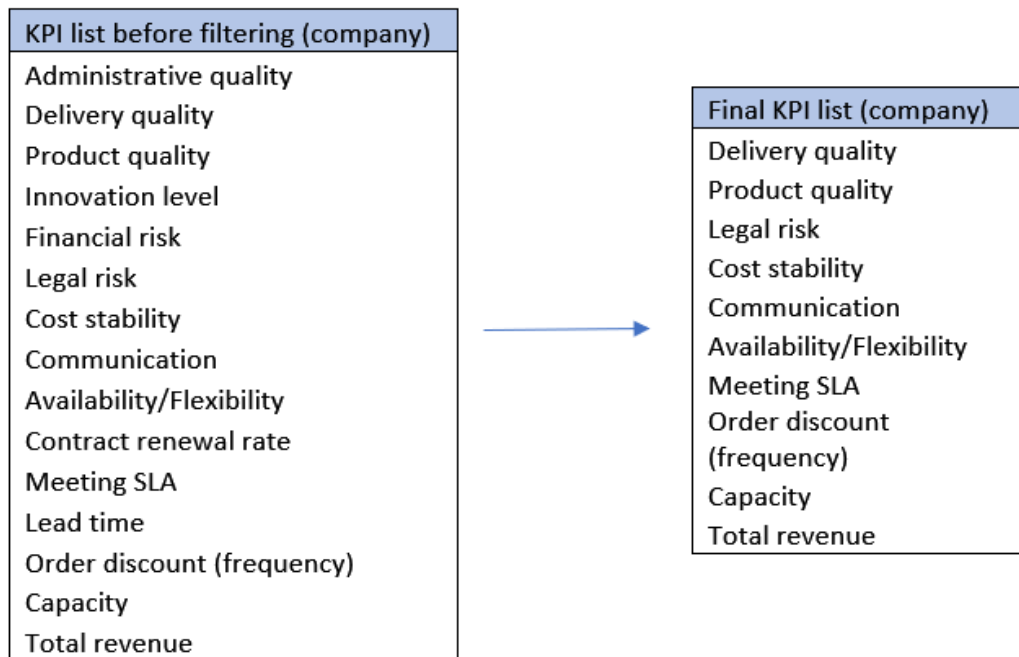 KPI list before filtering (company)
Administrative quality
Delivery quality
Product quality
Innovation level
Financial risk
Legal risk
Cost stability
Communication
Availability/Flexibility
Contract renewal rate
Meeting SLA
Lead time
Order discount (frequency)
Capacity
Total revenue
Final KPI list (company)
Delivery quality
Product quality
Legal risk
Cost stability
Communication
Availability/Flexibility
Meeting SLA
Order discount
(frequency)
Capacity
Total revenue